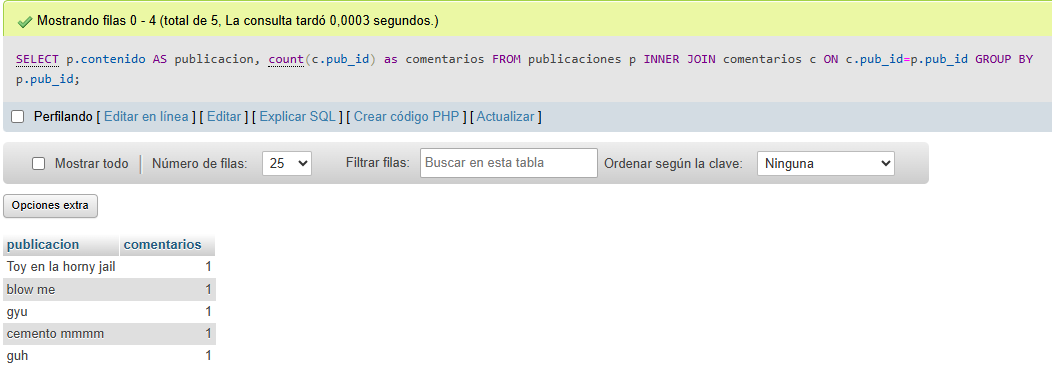 Mostrando filas 0 - 4 (total de 5, La consulta tardó 0,0003 segundos.)
SELECT p.contenido AS publicacion, count(c.pub_id) as comentarios FROM publicaciones p INNER JOIN comentarios c ON c.pub_id=p.pub_id GROUP BY
p.pub_id;
Perfilando [ Editar en línea ] [ Editar ] [ Explicar SQL ] [ Crear código PHP ] [ Actualizar ]
Mostrar todo Número de filas: 25 Filtrar filas: Buscar en esta tabla Ordenar según la clave: Ninguna
Opciones extra
publicacion comentarios
Toy en la horny jail 1
blow me 1
gyu 1
cemento mmmm 1
guh 1